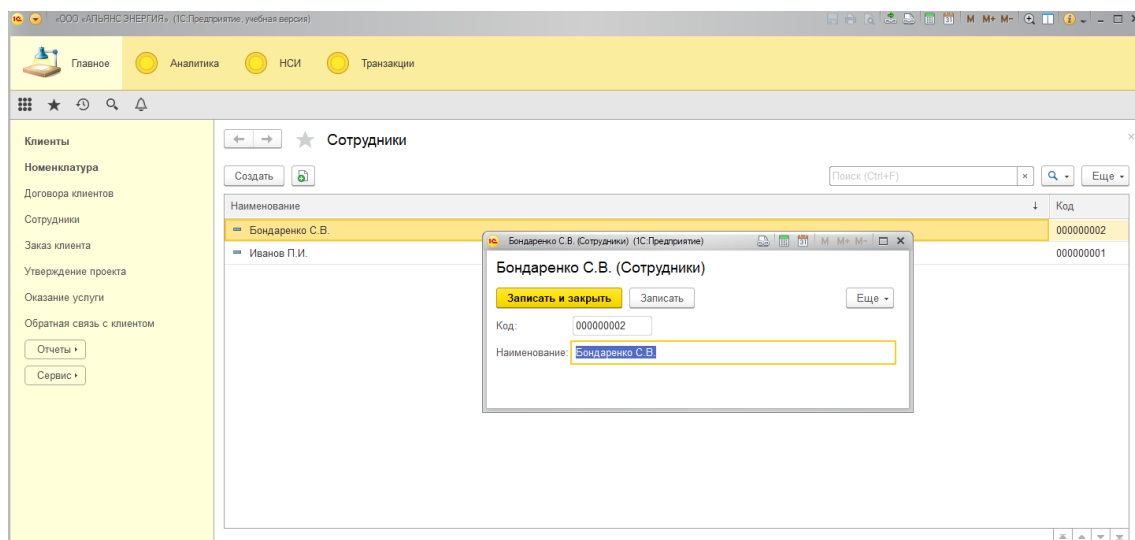 «ООО «АЛЬЯНС ЭНЕРГИЯ» (1С:Предприятие, учебная версия)
M M+ M-
Главное Аналитика НСИ Транзакции
Клиенты
Номенклатура
Договора клиентов
Сотрудники
Заказ клиента
Утверждение проекта
Оказание услуги
Обратная связь с клиентом
Отчеты
Сервис
Сотрудники
Создать Поиск (Ctrl+F) × Еще
Наименование ↓ Код
Бондаренко С.В. 000000002
Иванов П.И. 000000001
Бондаренко С.В. (Сотрудники) (1С:Предприятие) M M+ M-
Бондаренко С.В. (Сотрудники)
Записать и закрыть Записать Еще
Код: 000000002
Наименование: Бондаренко С.В.